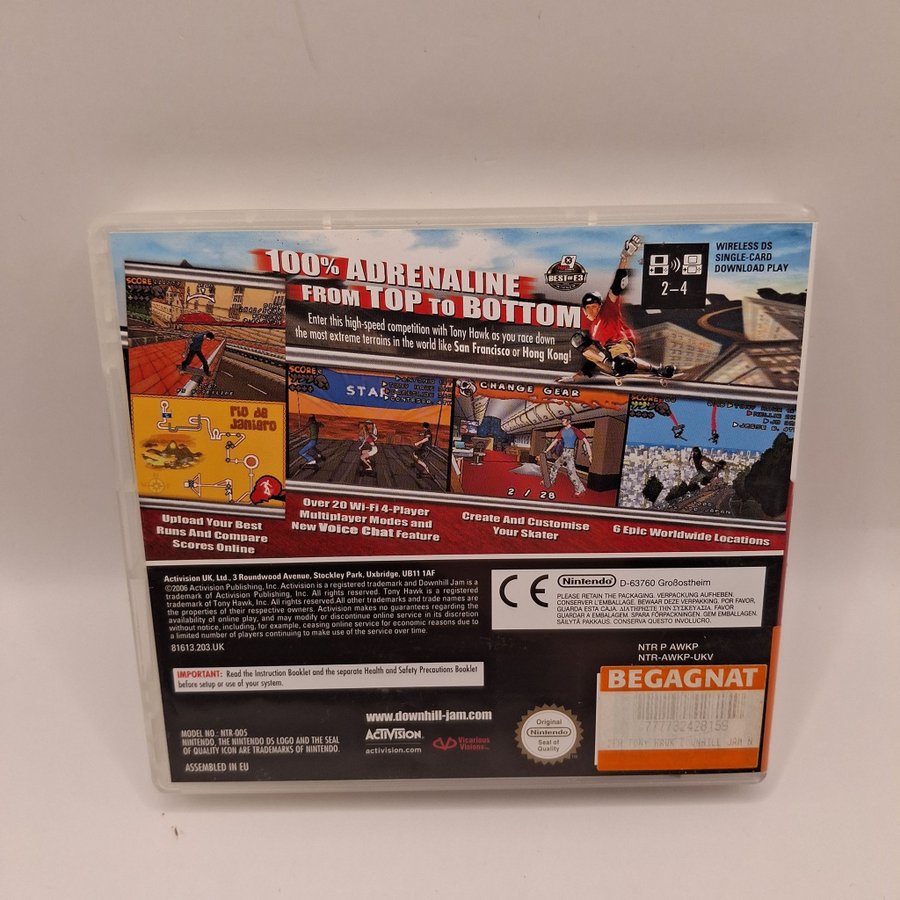 100% ADRENALINE
FROM TOP TO BOTTOM
Enter this high-speed competition with Tony Hawk as you race down
the most extreme terrains in the world like San Francisco or Hong Kong!
BEST OF E3
2-4
WIRELESS DS
SINGLE-CARD
DOWNLOAD PLAY
SCORE
Rio de
Janeiro
SCORE
STAR
CHANGE GEAR
2 / 28
SCORE
Upload Your Best
Runs And Compare
Scores Online
Over 20 Wi-Fi 4-Player
Multiplayer Modes and
New Voice Chat Feature
Create And Customise
Your Skater
6 Epic Worldwide Locations
Activision UK, Ltd., 3 Roundwood Avenue, Stockley Park, Uxbridge, UB11 1AF
©2006 Activision Publishing, Inc. Activision is a registered trademark and Downhill Jam is a
trademark of Activision Publishing, Inc. All rights reserved. Tony Hawk is a registered
trademark of Tony Hawk, Inc. All rights reserved. All other trademarks and trade names are
the properties of their respective owners. Activision makes no guarantees regarding the
availability of online play, and may modify or discontinue online service in its discretion
without notice, including, for example, ceasing online service for economic reasons due to
a limited number of players continuing to make use of the service over time.
81613.203.UK
CE
Nintendo
D-63760 Großostheim
PLEASE RETAIN THE PACKAGING. VERPACKUNG AUFHEBEN.
CONSERVER L'EMBALLAGE. BEWAAR DEZE VERPAKKING. POR FAVOR,
GUARDA ESTA CAJA. ΔΙΑΤΗΡΗΣΤΕ ΤΗΝ ΣΥΣΚΕΥΑΣΙΑ. FAVOR
GUARDAR A EMBALAGEM. SPARA FÖRPACKNINGEN. GEM EMBALLAGEN.
SÄILYTÄ PAKKAUS. CONSERVA QUESTO INVOLUCRO.
NTR P AWKP
NTR-AWKP-UKV
IMPORTANT: Read the Instruction Booklet and the separate Health and Safety Precautions Booklet
before setup or use of your system.
BEGAGNAT
www.downhill-jam.com
MODEL NO.: NTR-005
NINTENDO, THE NINTENDO DS LOGO AND THE SEAL
OF QUALITY ICON ARE TRADEMARKS OF NINTENDO.
ACTIVISION.
activision.com
Vicarious
Visions
Original
Nintendo
Seal of
Quality
ASSEMBLED IN EU